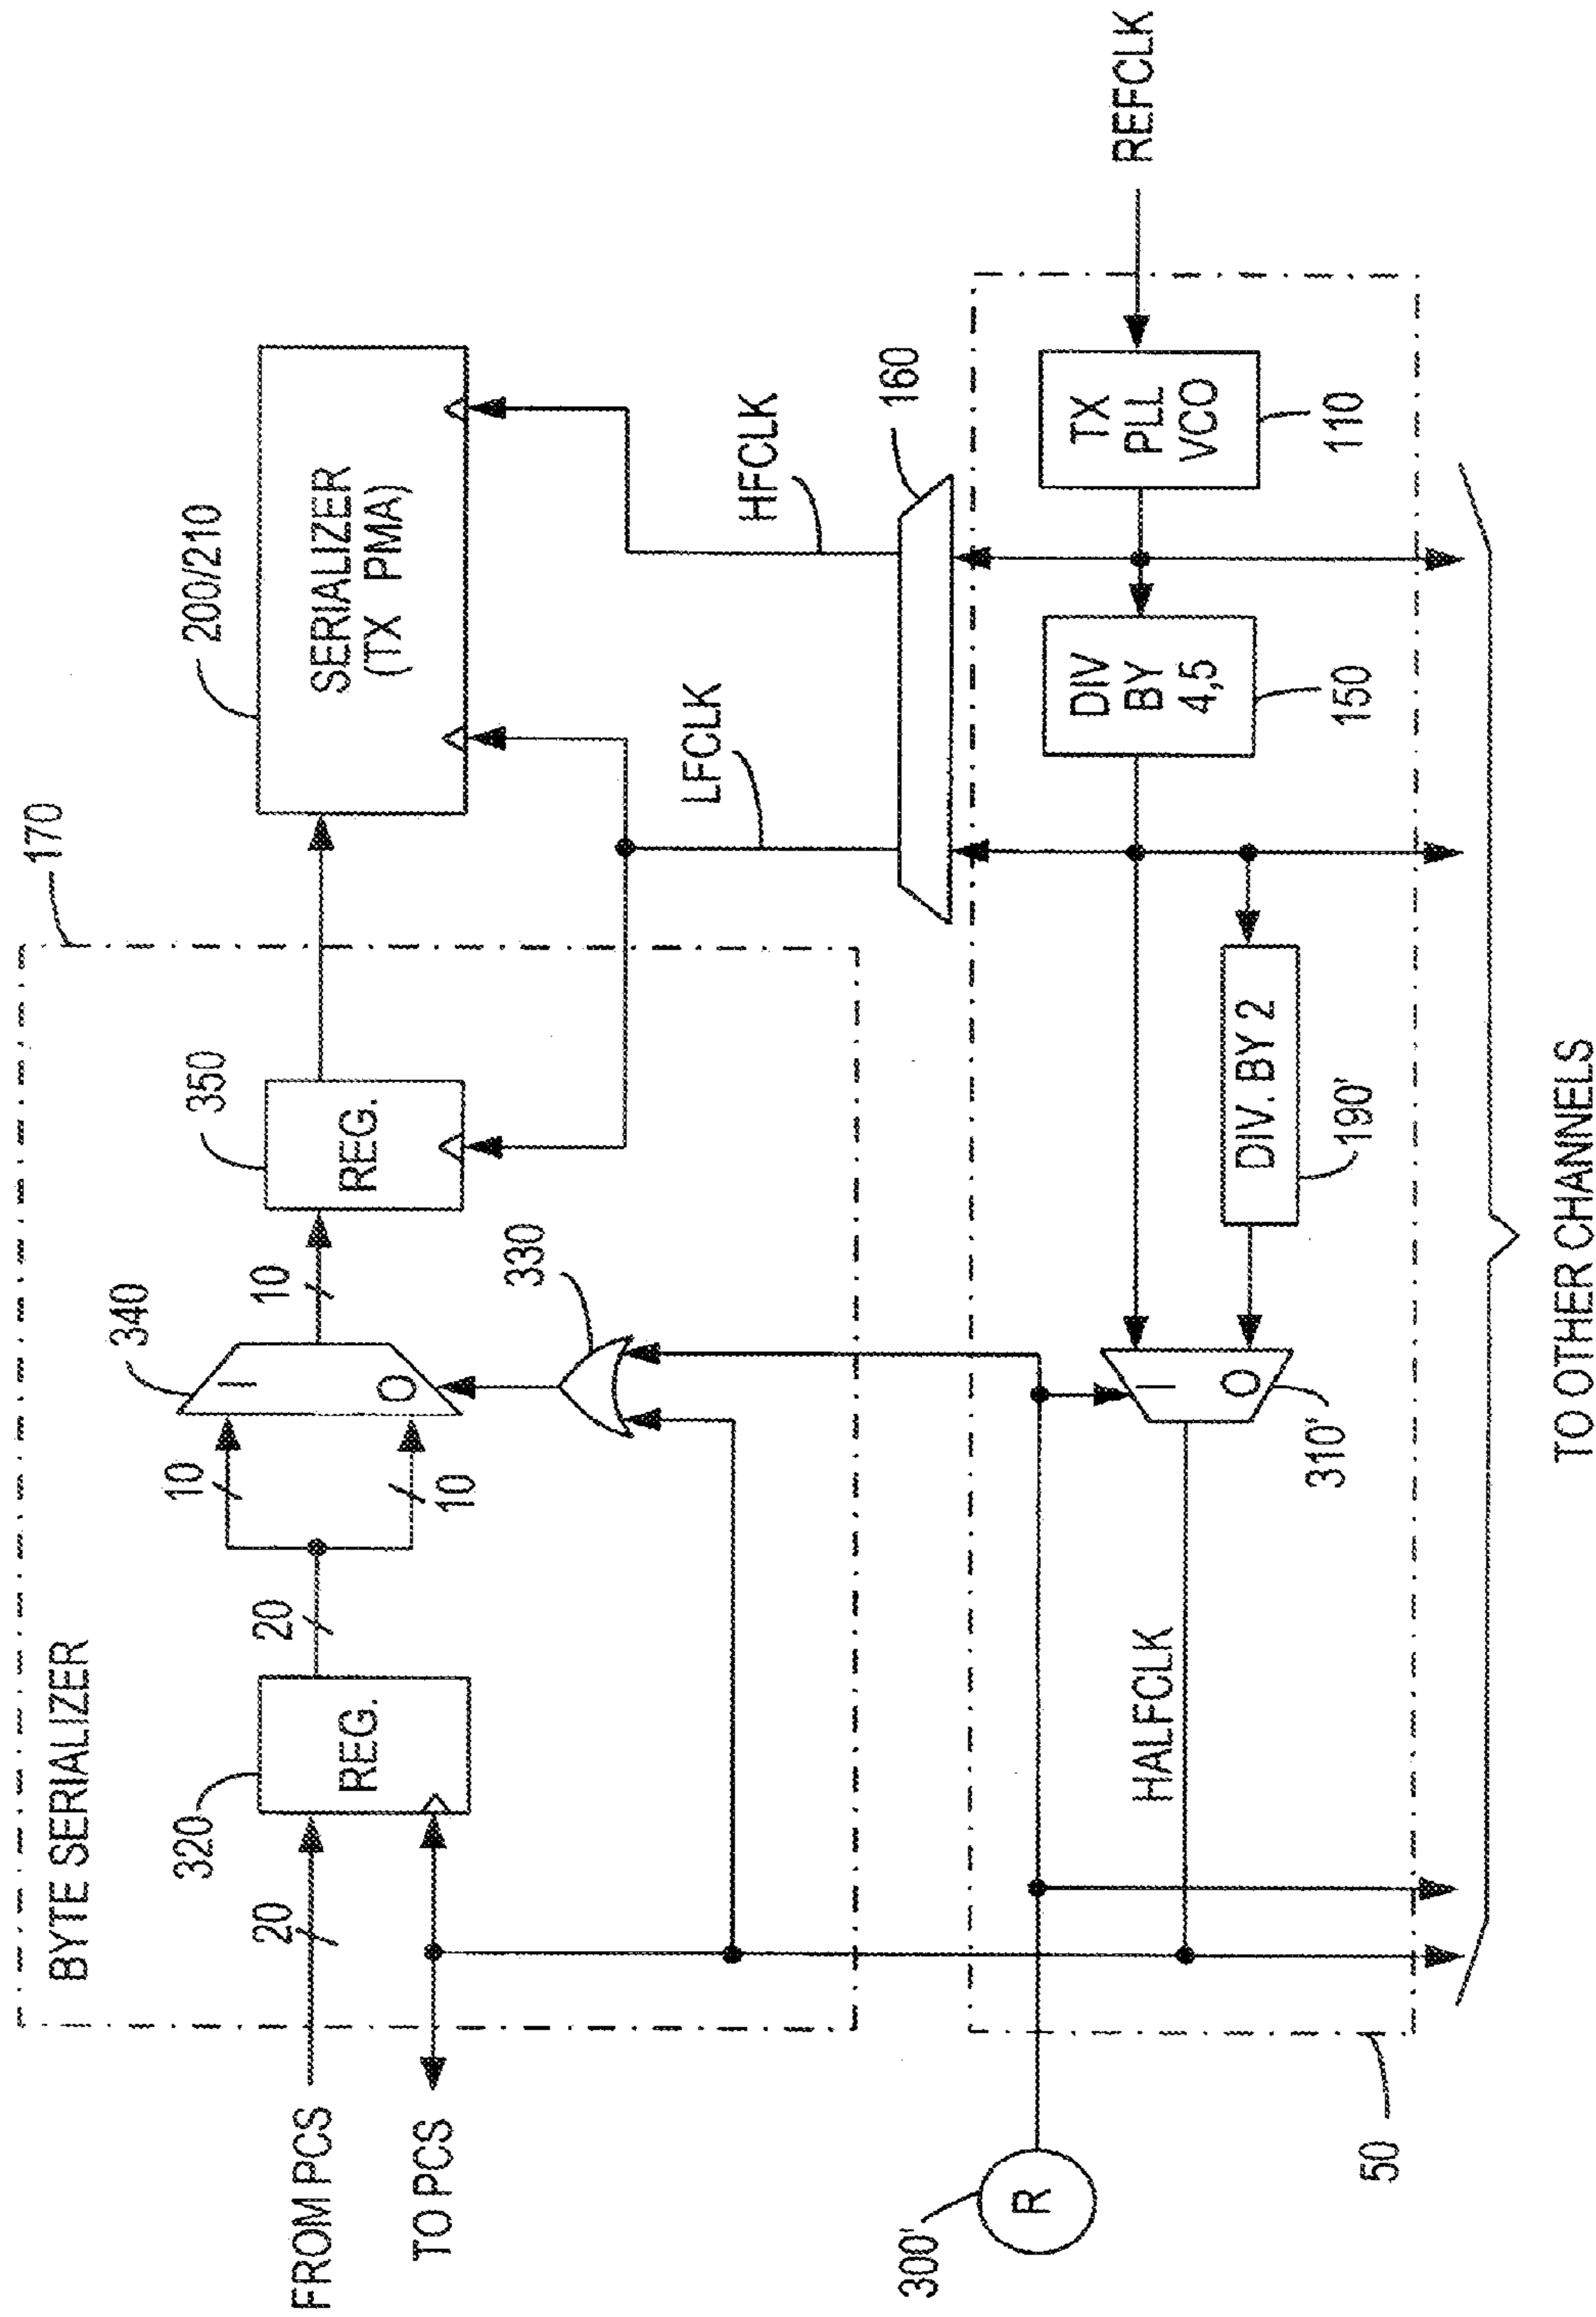 BYTE SERIALIZER
170
FROM PCS
20
320
REG.
20
10
10
340
I
O
10
350
REG.
200/210
SERIALIZER
(TX PMA)
TO PCS
330
LFCLK
HFCLK
160
300'
R
HALFCLK
I
O
310'
DIV. BY 2
190'
DIV
BY
4,5
150
TX
PLL
VCO
110
REFCLK
50
TO OTHER CHANNELS